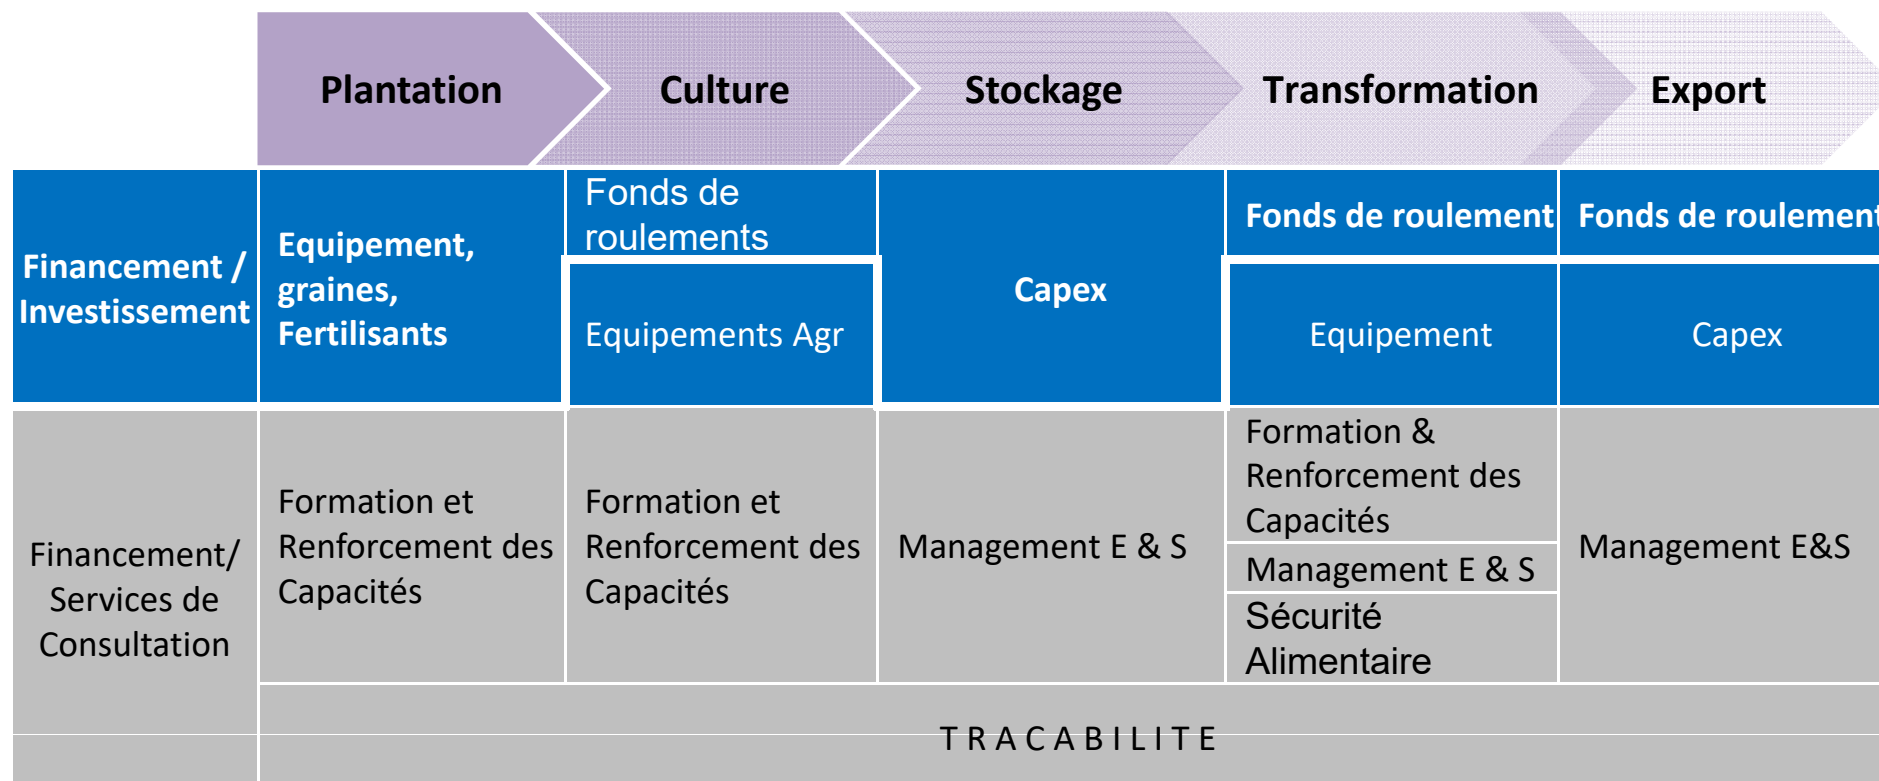 Plantation
Culture
Stockage
Transformation
Export
Financement /
Investissement
Equipement,
graines,
Fertilisants
Fonds de
roulements
Equipements Agr
Capex
Fonds de roulement
Equipement
Fonds de roulement
Capex
Financement/
Services de
Consultation
Formation et
Renforcement des
Capacités
Formation et
Renforcement des
Capacités
Management E & S
Formation &
Renforcement des
Capacités
Management E & S
Sécurité
Alimentaire
Management E&S
T R A C A B I L I T E